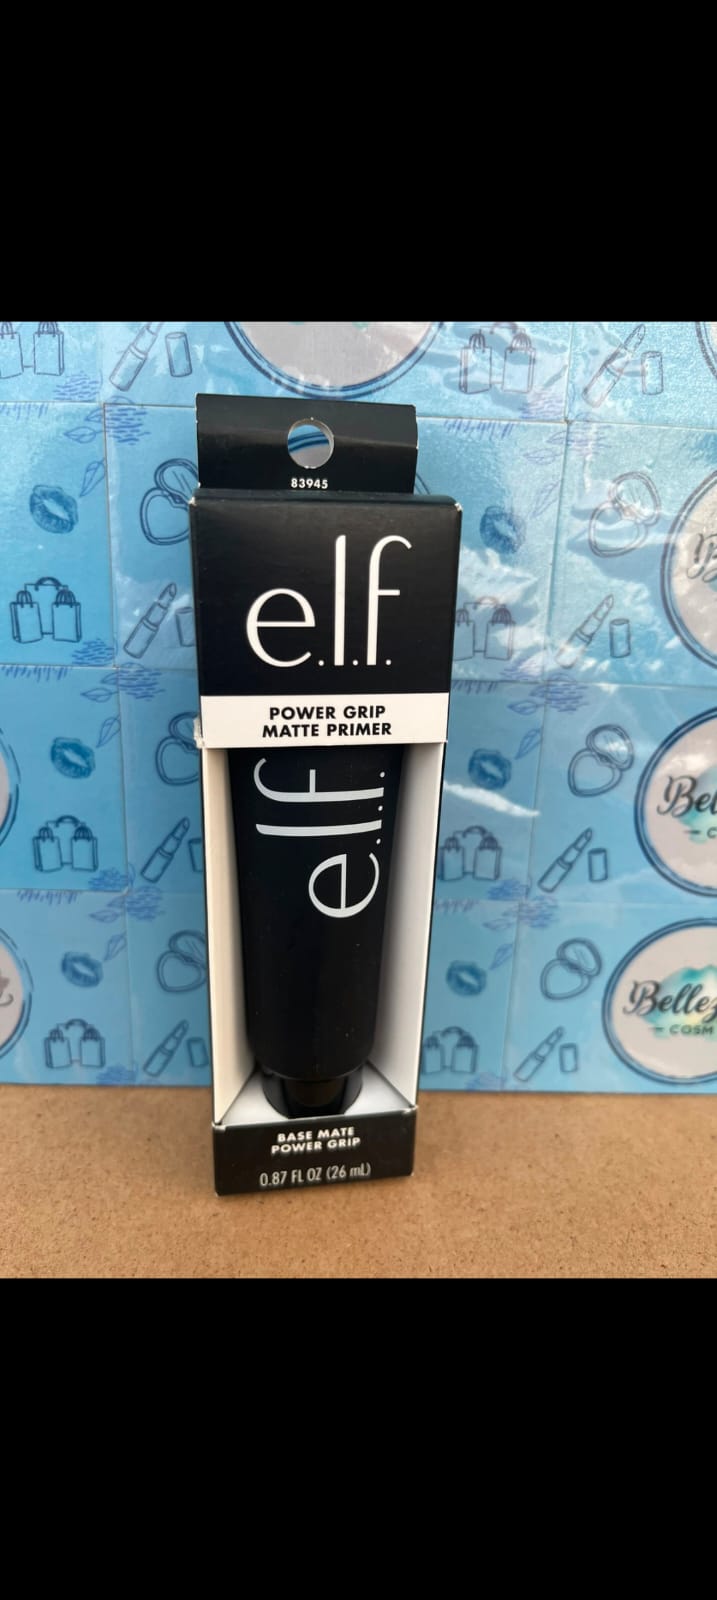 83945
e.l.f.
POWER GRIP
MATTE PRIMER
e.l.f.
BASE MATE
POWER GRIP
0.87 FL OZ (26 mL)